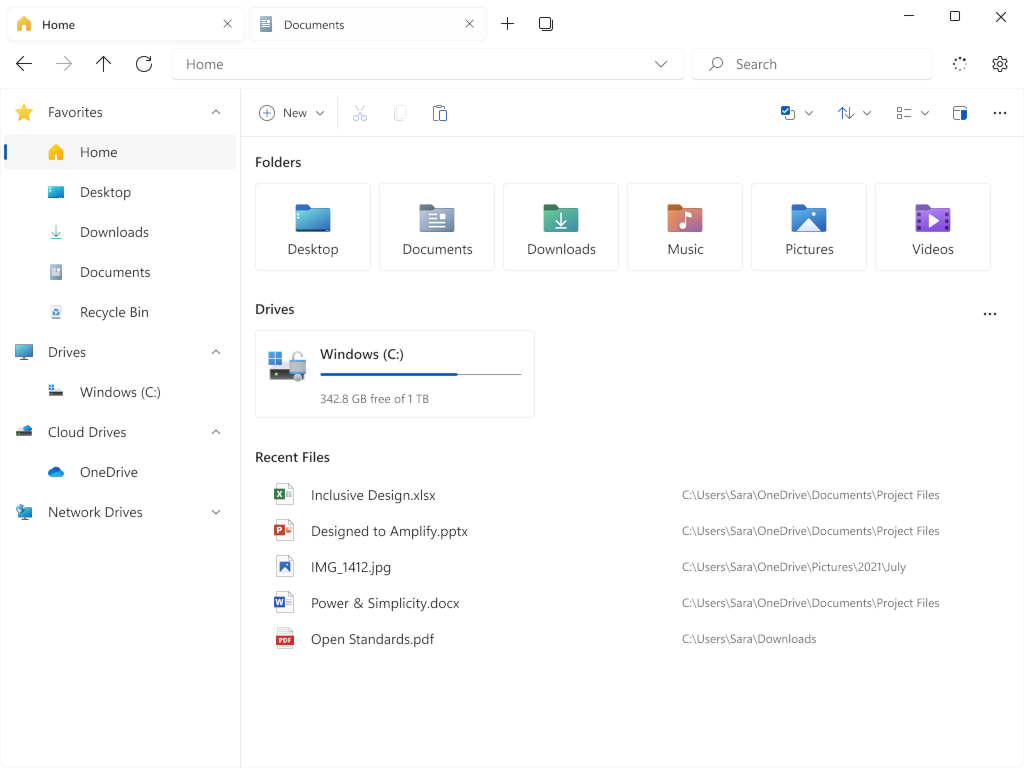 Home
Documents
Home
Search
Favorites
Home
Desktop
Downloads
Documents
Recycle Bin
Drives
Windows (C:)
Cloud Drives
OneDrive
Network Drives
New
Folders
Desktop
Documents
Downloads
Music
Pictures
Videos
Drives
Windows (C:)
342.8 GB free of 1 TB
Recent Files
Inclusive Design.xlsx C:\Users\Sara\OneDrive\Documents\Project Files
Designed to Amplify.pptx C:\Users\Sara\OneDrive\Documents\Project Files
IMG_1412.jpg C:\Users\Sara\OneDrive\Pictures\2021\July
Power & Simplicity.docx C:\Users\Sara\OneDrive\Documents\Project Files
PDF
Open Standards.pdf C:\Users\Sara\Downloads